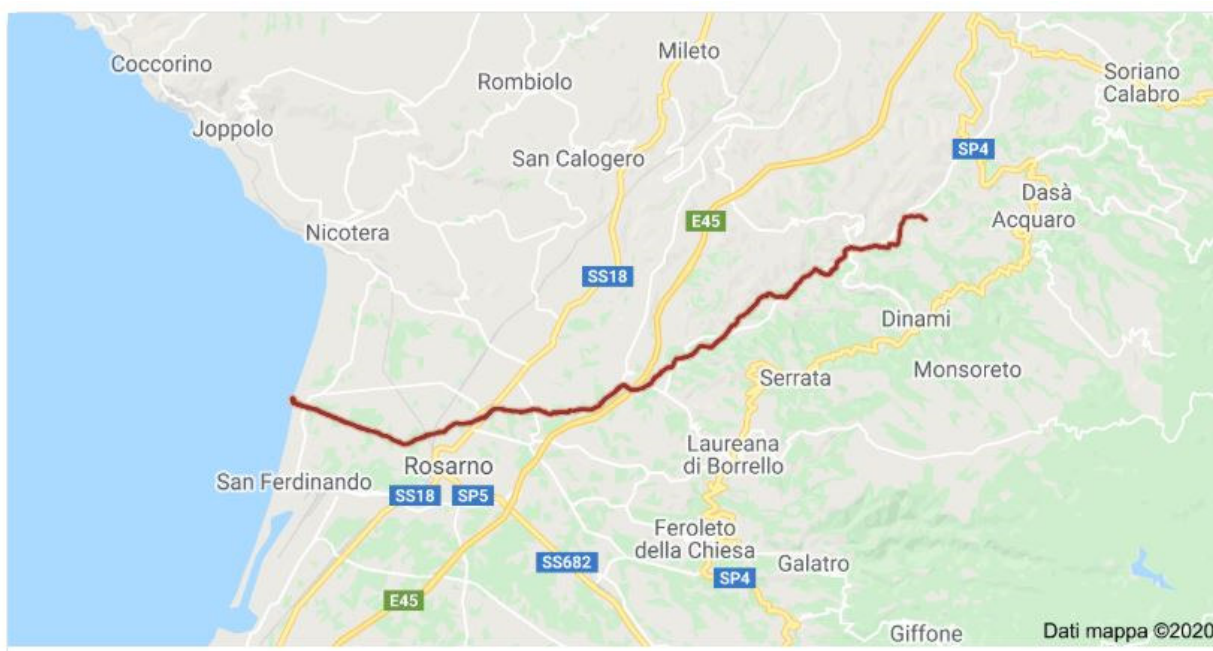 Coccorino
Joppolo
Rombiolo
Mileto
Soriano
Calabro
San Calogero
SP4
Dasà
Acquaro
Nicotera
E45
SS18
Dinami
Monsoreto
Serrata
Laureana
di Borrello
Rosarno
San Ferdinando
SS18
SP5
Feroleto
della Chiesa
Galatro
SS682
SP4
E45
Giffone
Dati mappa ©2020